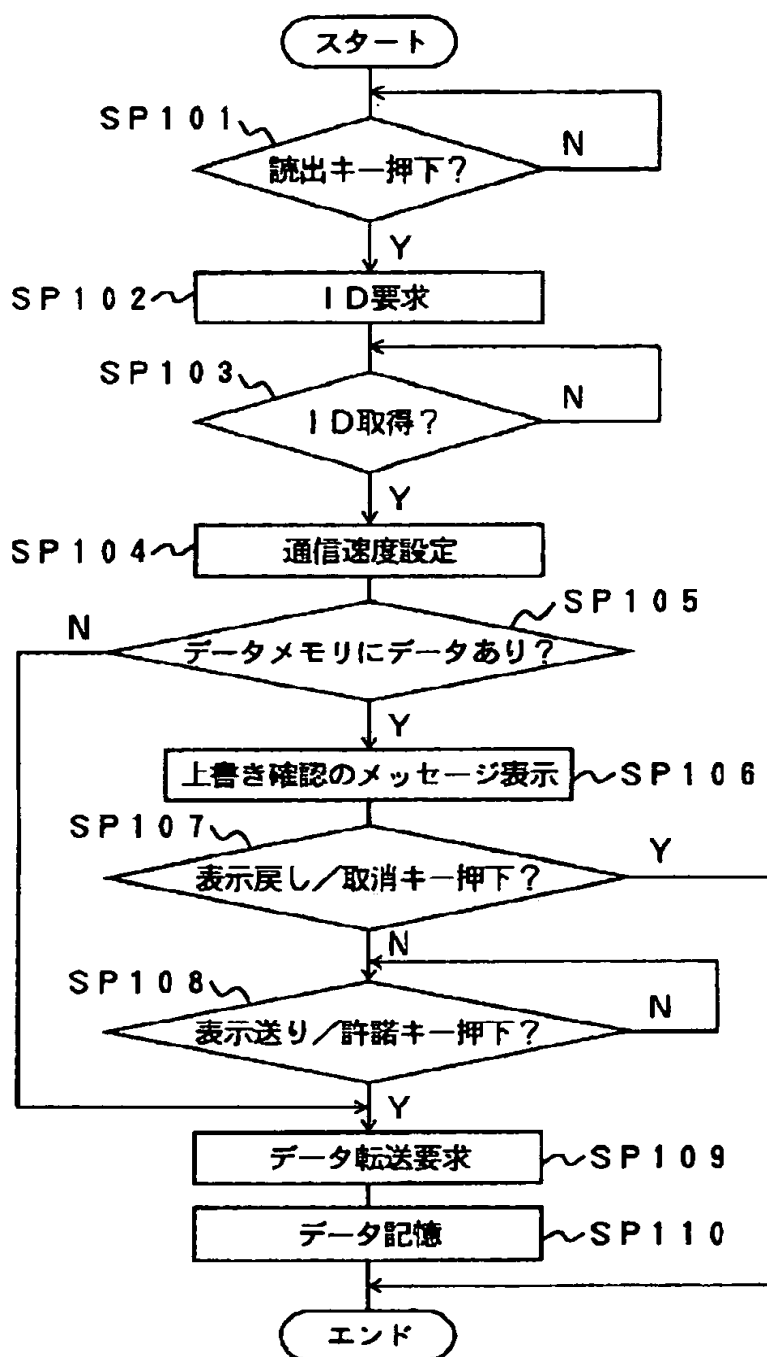 スタート
SP101
読出キー押下?
N
Y
SP102
ID要求
SP103
ID取得?
N
Y
SP104
通信速度設定
SP105
N
データメモリにデータあり?
Y
上書き確認のメッセージ表示
SP106
SP107
表示戻し/取消キー押下?
Y
N
SP108
表示送り/許諾キー押下?
N
Y
データ転送要求
SP109
データ記憶
SP110
エンド